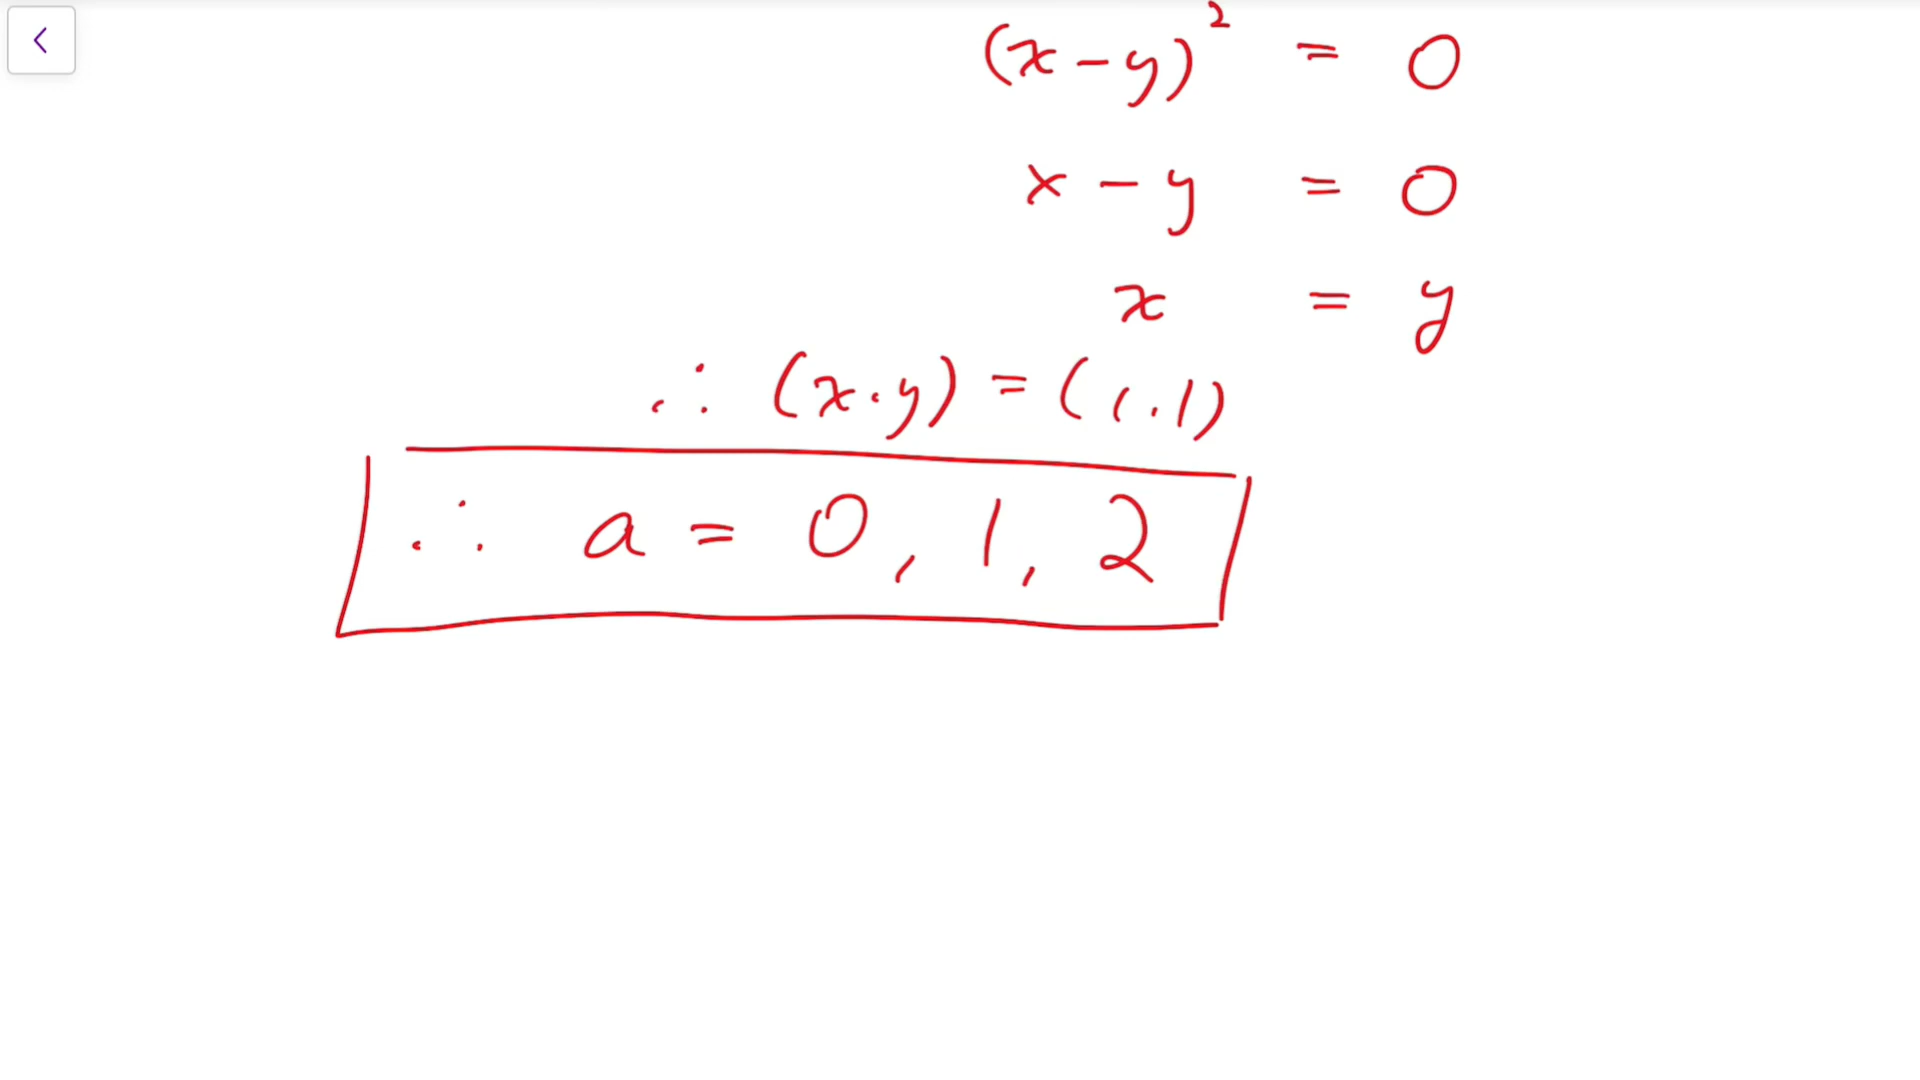 (x-y)² = 0
x - y = 0
x = y
∴ (x.y) = (1.1)
∴ a = 0, 1, 2